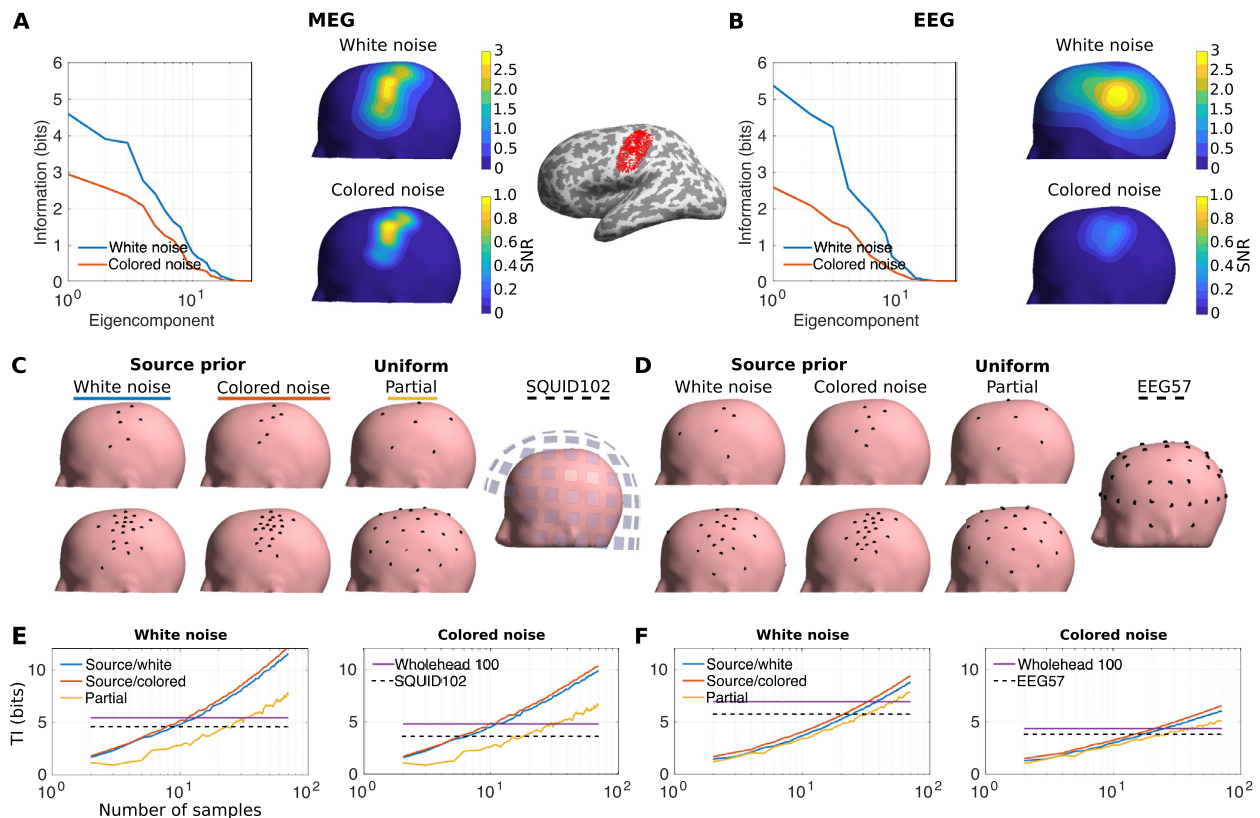 A
MEG
B
EEG
White noise
White noise
6
5
4
3
2
1
0
Information (bits)
White noise
Colored noise
10^0
10^1
Eigencomponent
3
2.5
2.0
1.5
1.0
0.5
0
Colored noise
1.0
0.8
0.6
0.4
0.2
0
SNR
6
5
4
3
2
1
0
Information (bits)
White noise
Colored noise
10^0
10^1
Eigencomponent
3
2.5
2.0
1.5
1.0
0.5
0
Colored noise
1.0
0.8
0.6
0.4
0.2
0
SNR
C
Source prior
Uniform
White noise
Colored noise
Partial
SQUID102
D
Source prior
Uniform
White noise
Colored noise
Partial
EEG57
E
White noise
Colored noise
10
5
0
TI (bits)
Source/white
Source/colored
Partial
10^0
10^1
10^2
Number of samples
10
5
0
Wholehead 100
SQUID102
10^0
10^1
10^2
F
White noise
Colored noise
10
5
0
Source/white
Source/colored
Partial
10^0
10^1
10^2
10
5
0
Wholehead 100
EEG57
10^0
10^1
10^2